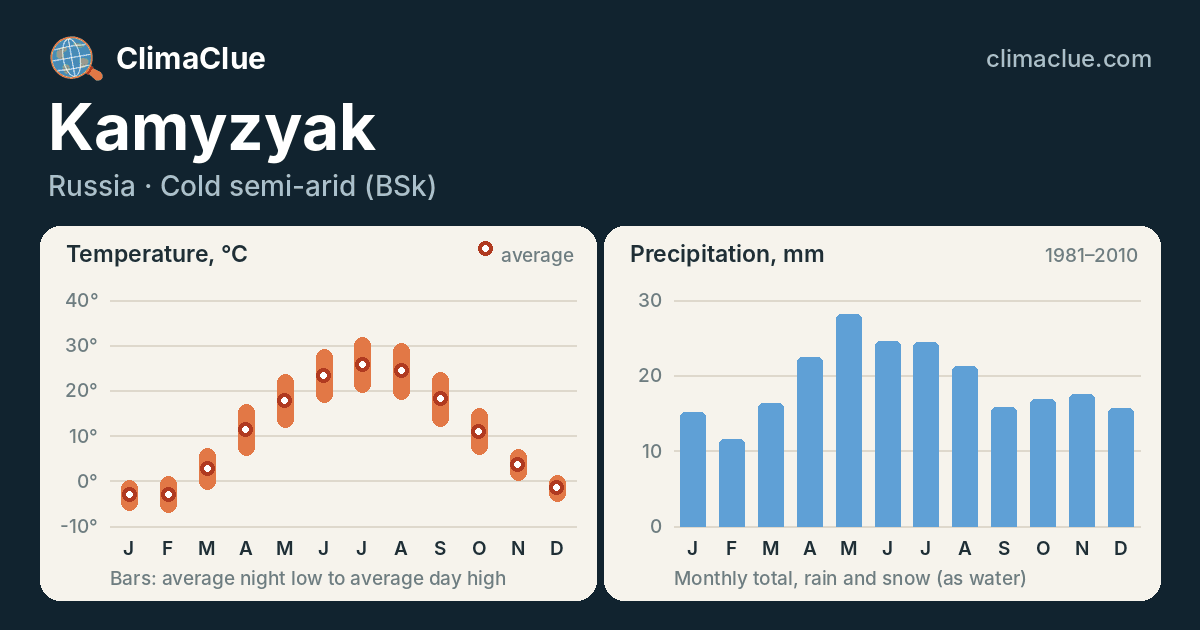 ClimaClue
climaclue.com
Kamyzyak
Russia · Cold semi-arid (BSk)
Temperature, °C
average
40°
30°
20°
10°
0°
-10°
J F M A M J J A S O N D
Bars: average night low to average day high
Precipitation, mm
1981–2010
30
20
10
0
J F M A M J J A S O N D
Monthly total, rain and snow (as water)